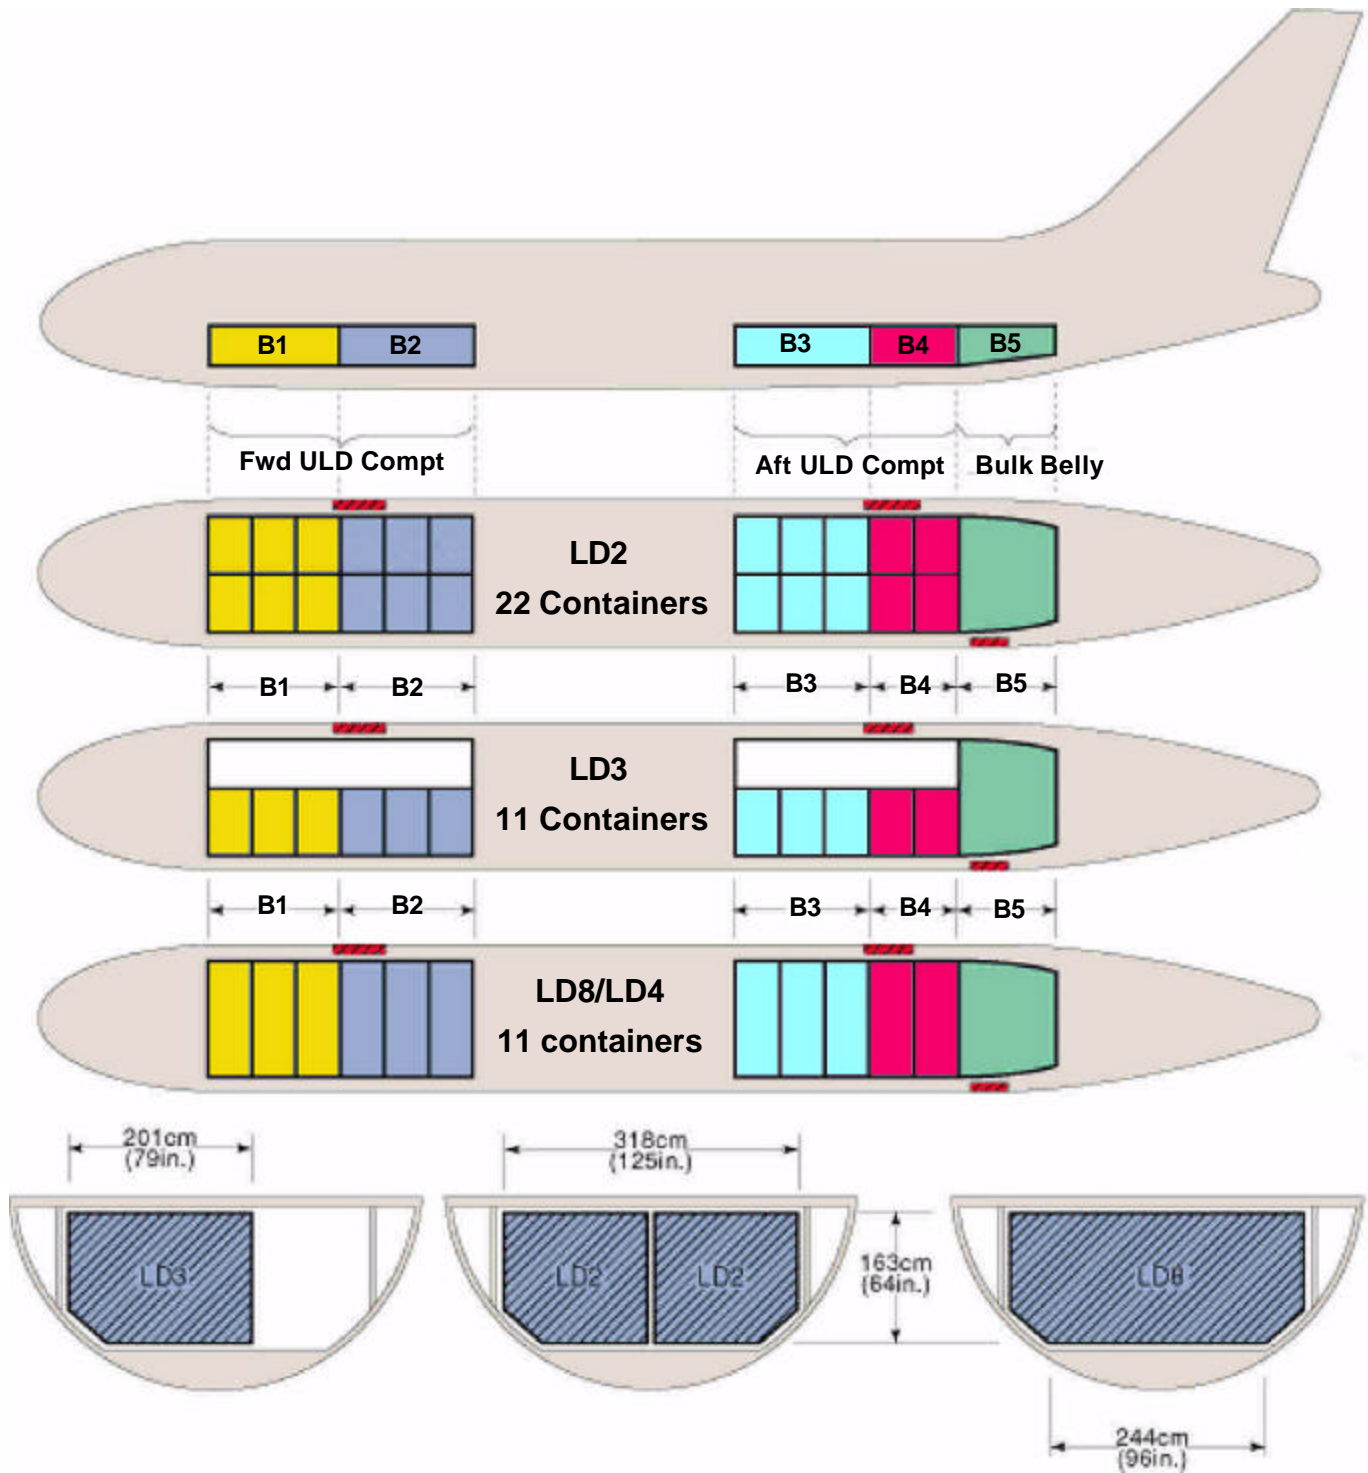 B1
B2
B3
B4
B5
Fwd ULD Compt
Aft ULD Compt
Bulk Belly
LD2
22 Containers
B1
B2
B3
B4
B5
LD3
11 Containers
B1
B2
B3
B4
B5
LD8/LD4
11 containers
201cm
(79in.)
318cm
(125in.)
LD3
LD2
LD2
163cm
(64in.)
LD8
244cm
(96in.)